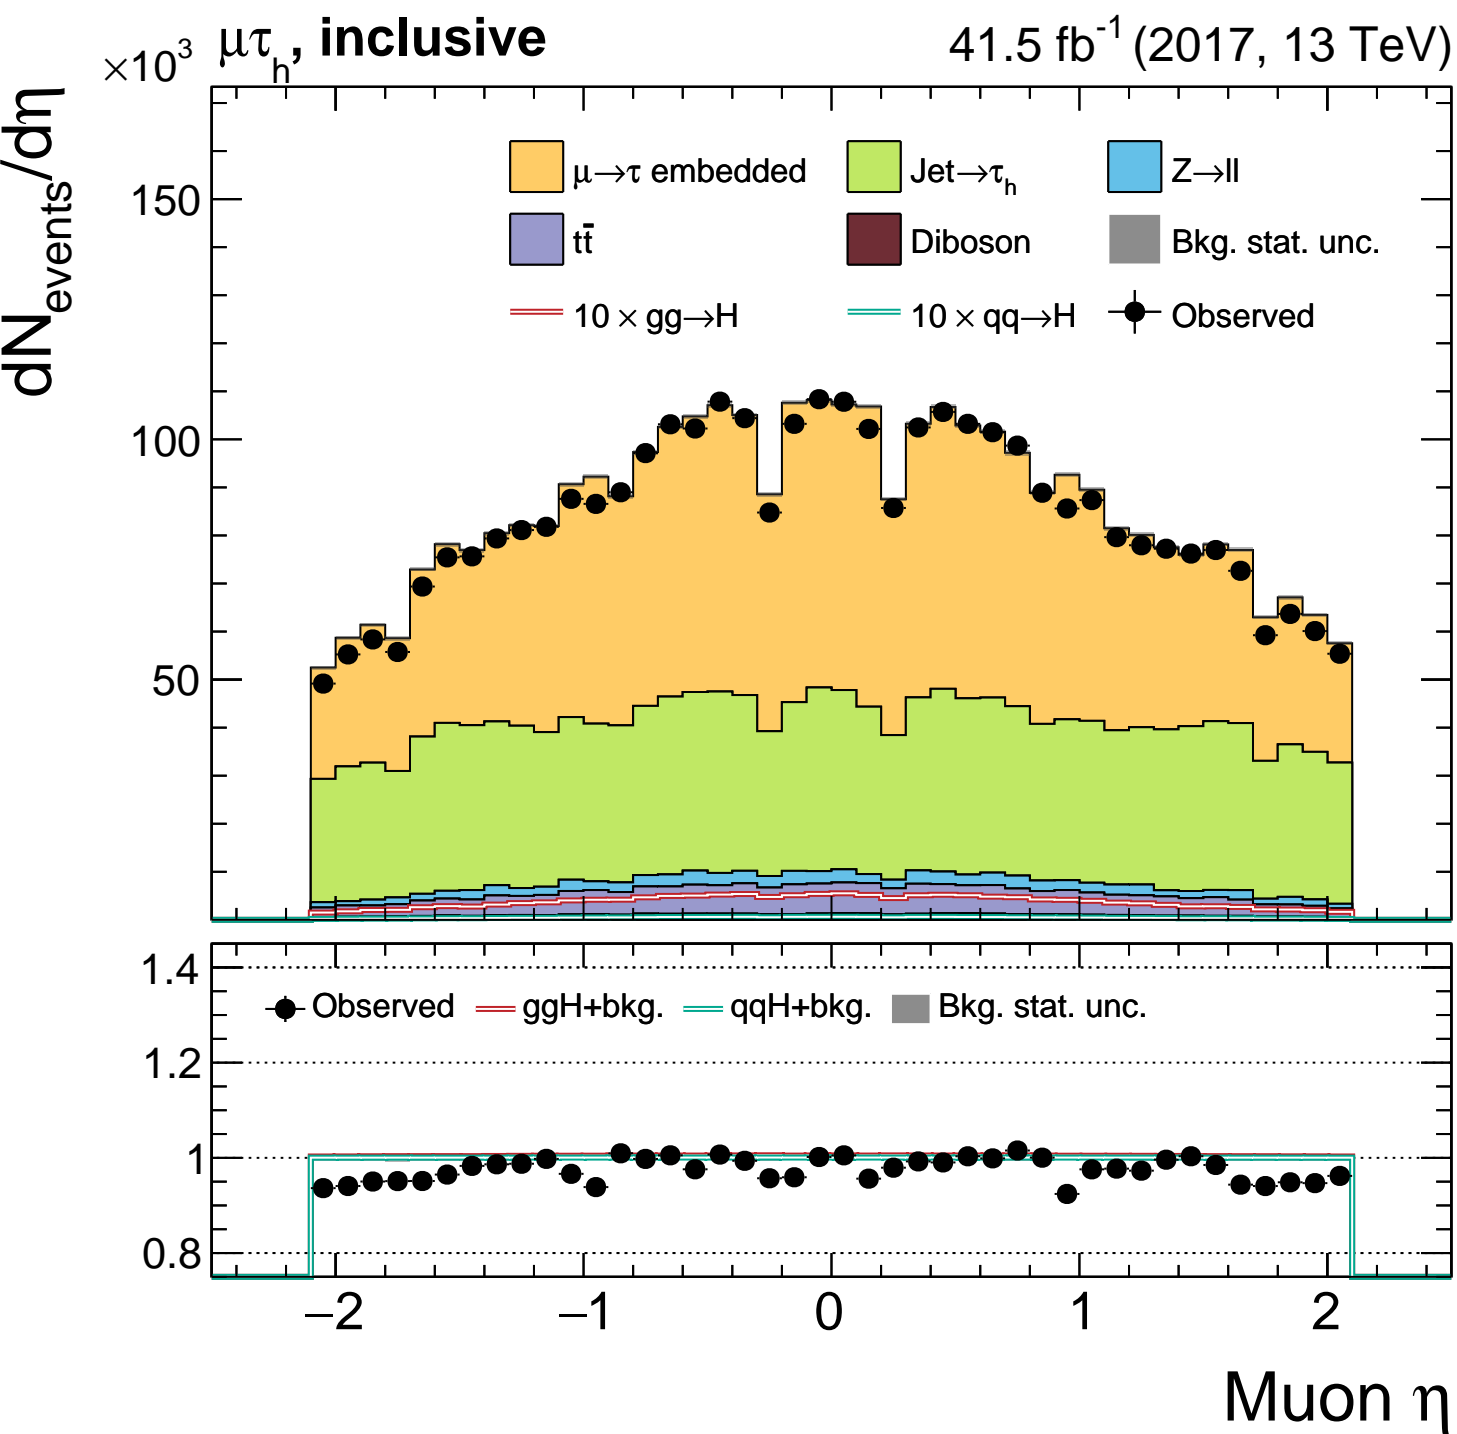 ×10³ μτₕ, inclusive 41.5 fb⁻¹ (2017, 13 TeV)
dN_events/dη
μ→τ embedded Jet→τₕ Z→ll
150
tt̄ Diboson Bkg. stat. unc.
10 × gg→H 10 × qq→H Observed
100
50
1.4
Observed ggH+bkg. qqH+bkg. Bkg. stat. unc.
1.2
1
0.8
−2 −1 0 1 2
Muon η